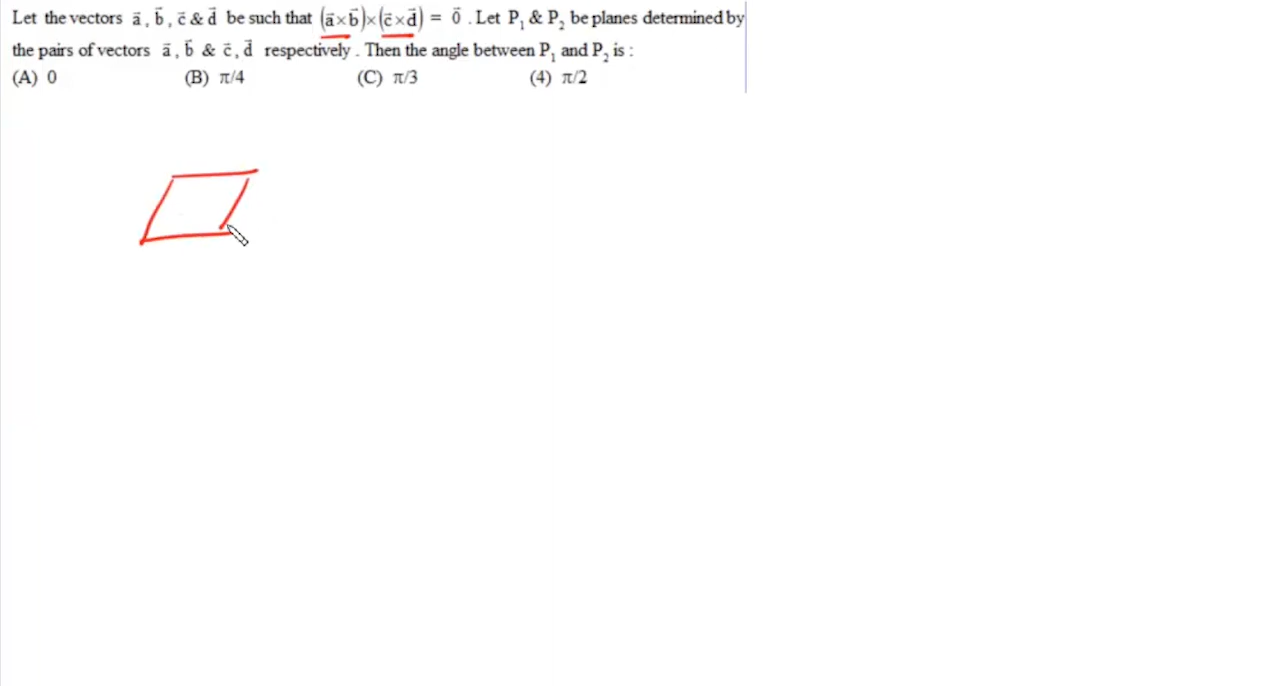 Let the vectors a⃗ , b⃗ , c⃗ & d⃗ be such that (a⃗×b⃗)×(c⃗×d⃗) = 0⃗ . Let P₁ & P₂ be planes determined by
the pairs of vectors a⃗ , b⃗ & c⃗ , d⃗ respectively . Then the angle between P₁ and P₂ is :
(A) 0 (B) π/4 (C) π/3 (4) π/2